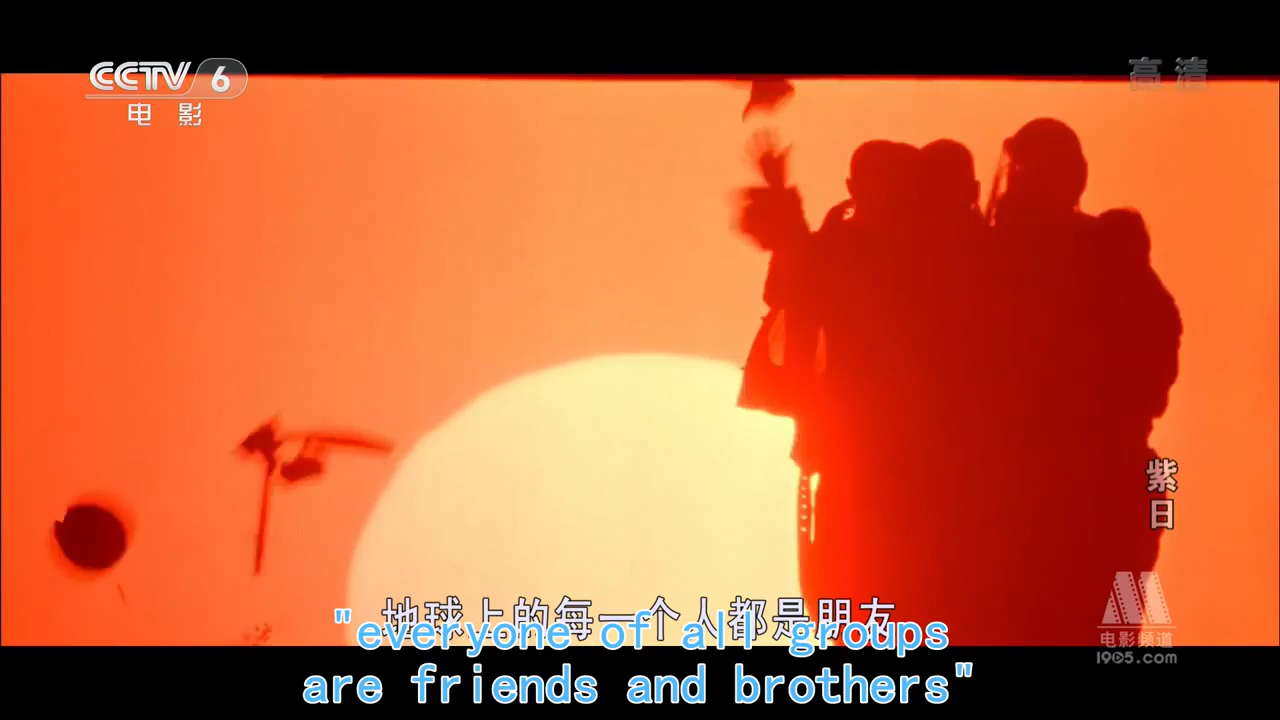 CCTV 6
电影
高清
紫日
地球上的每一个人都是朋友
"everyone of all groups
are friends and brothers"
电影频道
1905.com